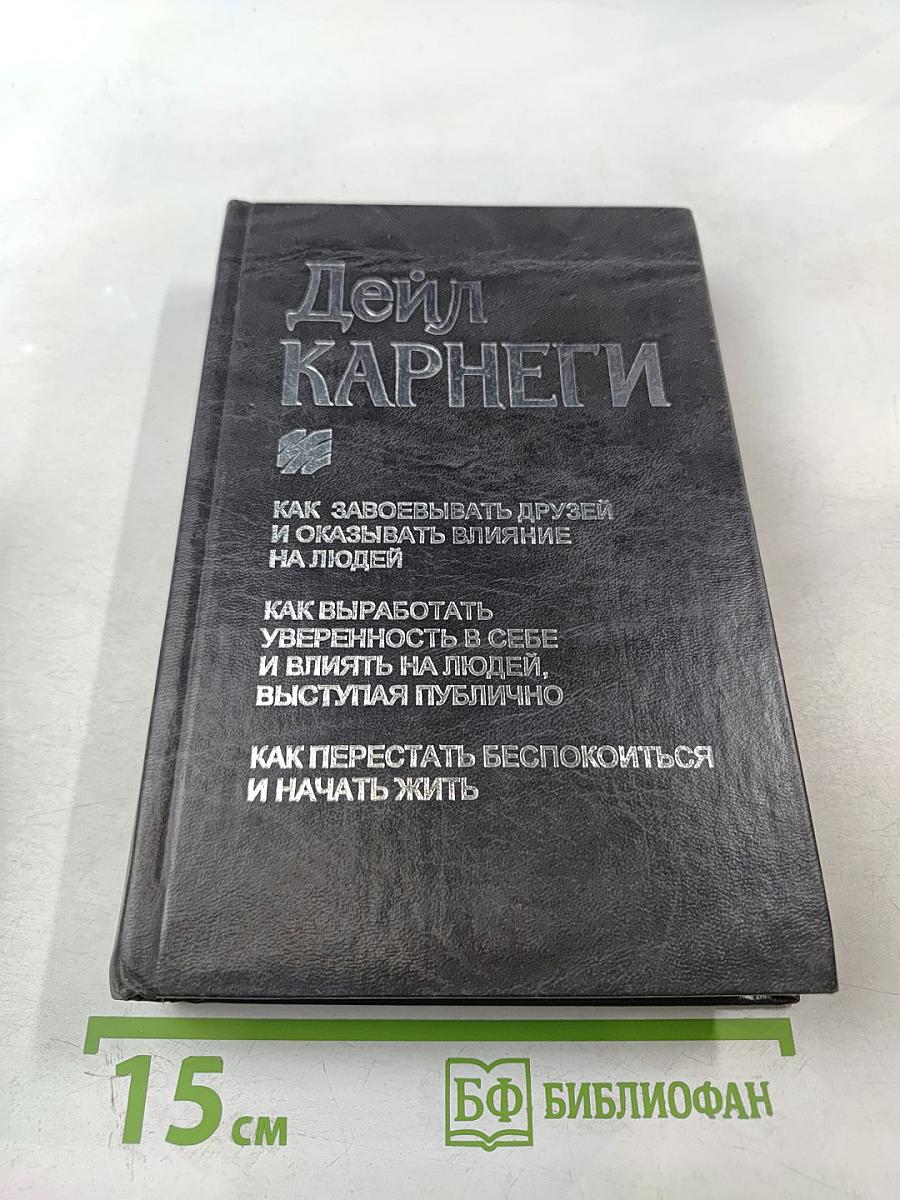 Дейл
КАРНЕГИ
КАК ЗАВОЕВЫВАТЬ ДРУЗЕЙ
И ОКАЗЫВАТЬ ВЛИЯНИЕ
НА ЛЮДЕЙ
КАК ВЫРАБОТАТЬ
УВЕРЕННОСТЬ В СЕБЕ
И ВЛИЯТЬ НА ЛЮДЕЙ,
ВЫСТУПАЯ ПУБЛИЧНО
КАК ПЕРЕСТАТЬ БЕСПОКОИТЬСЯ
И НАЧАТЬ ЖИТЬ
15 см
БФ БИБЛИОФАН